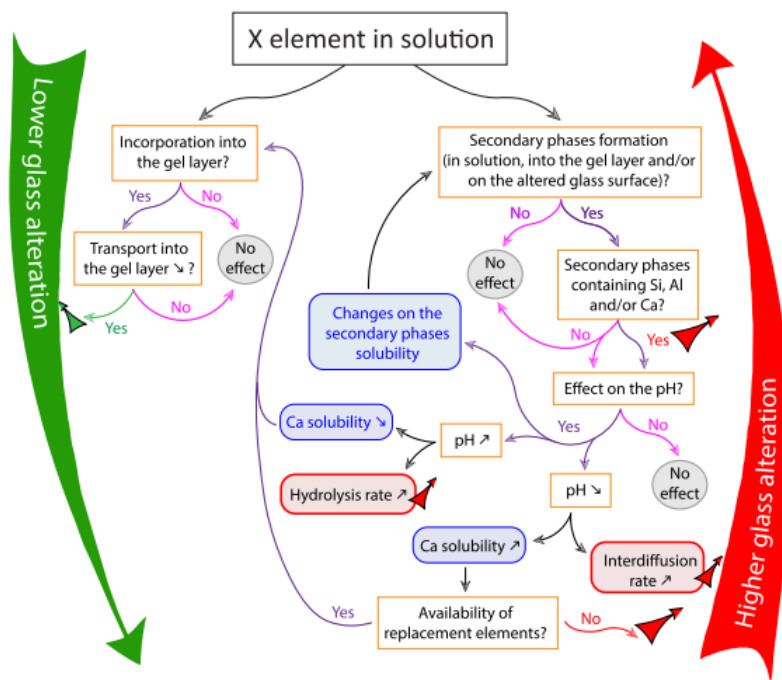 X element in solution
Lower glass alteration
Higher glass alteration
Incorporation into
the gel layer?
Secondary phases formation
(in solution, into the gel layer and/or
on the altered glass surface)?
Yes
No
No
Yes
Transport into
the gel layer ↘ ?
No
effect
No
effect
Secondary phases
containing Si, Al
and/or Ca?
Yes
No
Changes on the
secondary phases
solubility
No
Yes
Effect on the pH?
Ca solubility ↘
pH ↗
Yes
No
Hydrolysis rate ↗
pH ↘
No
effect
Ca solubility ↗
Interdiffusion
rate ↗
Yes
Availability of
replacement elements?
No